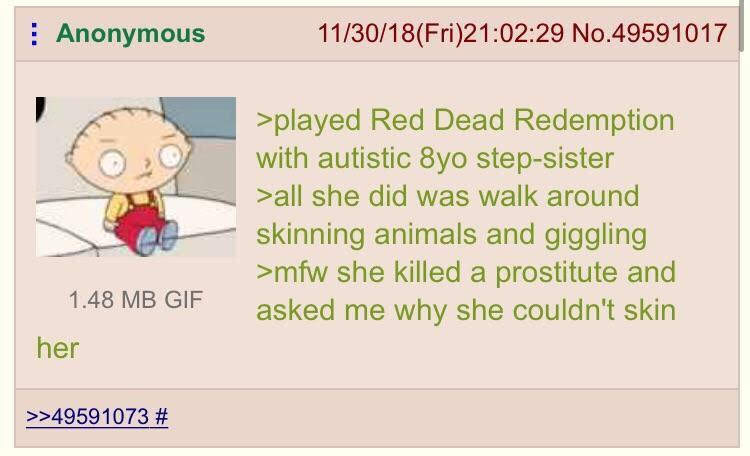 Anonymous 11/30/18(Fri)21:02:29 No.49591017
>played Red Dead Redemption
with autistic 8yo step-sister
>all she did was walk around
skinning animals and giggling
>mfw she killed a prostitute and
asked me why she couldn't skin
her
1.48 MB GIF
>>49591073 #